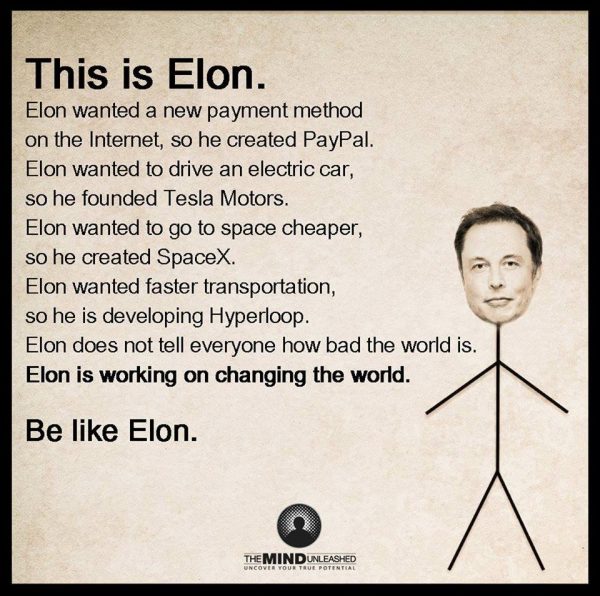 This is Elon.
Elon wanted a new payment method
on the Internet, so he created PayPal.
Elon wanted to drive an electric car,
so he founded Tesla Motors.
Elon wanted to go to space cheaper,
so he created SpaceX.
Elon wanted faster transportation,
so he is developing Hyperloop.
Elon does not tell everyone how bad the world is.
Elon is working on changing the world.
Be like Elon.
THE MIND UNLEASHED
UNCOVER YOUR TRUE POTENTIAL